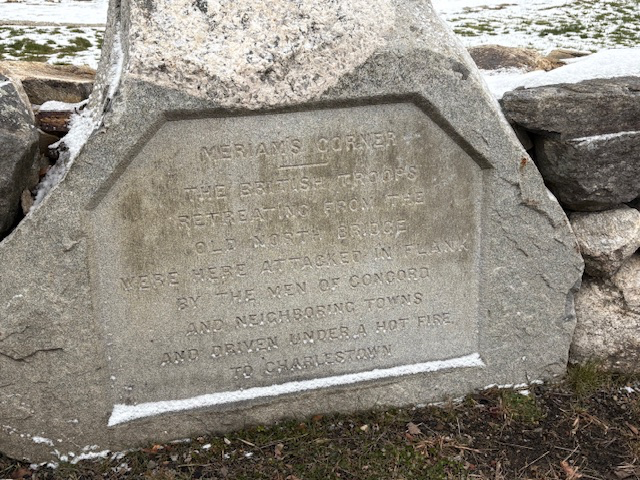 MERIAM'S CORNER
THE BRITISH TROOPS
RETREATING FROM THE
OLD NORTH BRIDGE
WERE HERE ATTACKED IN FLANK
BY THE MEN OF CONCORD
AND NEIGHBORING TOWNS
AND DRIVEN UNDER A HOT FIRE
TO CHARLESTOWN